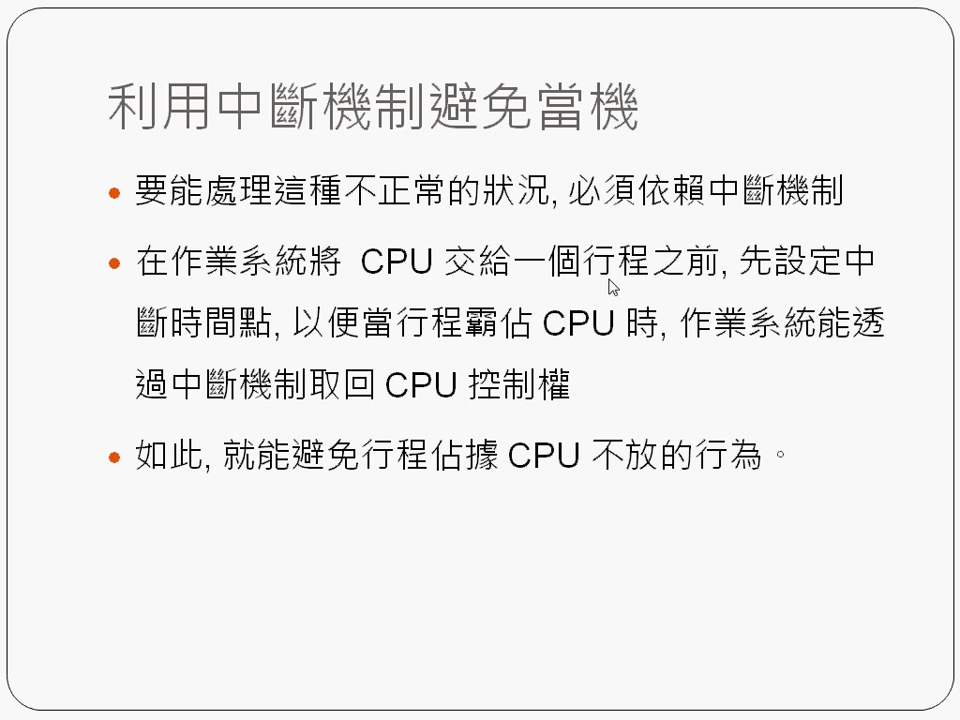 利用中斷機制避免當機
• 要能處理這種不正常的狀況, 必須依賴中斷機制
• 在作業系統將 CPU 交給一個行程之前, 先設定中
斷時間點, 以便當行程霸佔 CPU 時, 作業系統能透
過中斷機制取回 CPU 控制權
• 如此, 就能避免行程佔據 CPU 不放的行為。